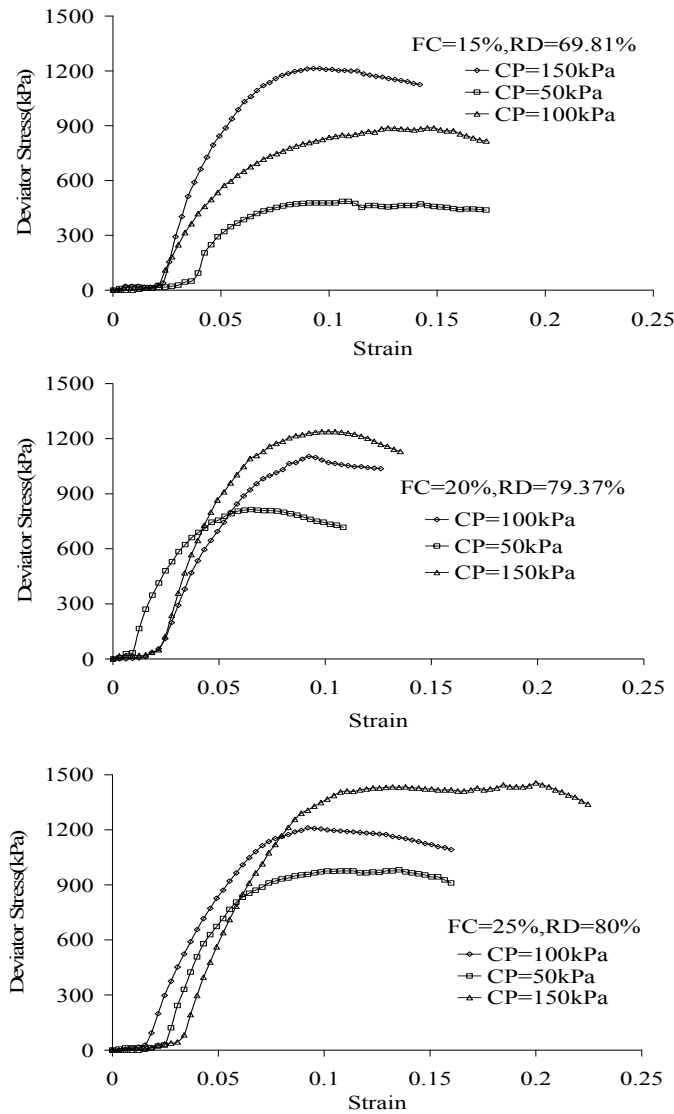 1500
FC=15%,RD=69.81%
1200
CP=150kPa
CP=50kPa
900
CP=100kPa
600
300
0
0 0.05 0.1 0.15 0.2 0.25
Deviator Stress(kPa)
Strain
1500
1200
FC=20%,RD=79.37%
900
CP=100kPa
CP=50kPa
600
CP=150kPa
300
0
0 0.05 0.1 0.15 0.2 0.25
Deviator Stress(kPa)
Strain
1500
1200
900
FC=25%,RD=80%
600
CP=100kPa
CP=50kPa
300
CP=150kPa
0
0 0.05 0.1 0.15 0.2 0.25
Deviator Stress(kPa)
Strain